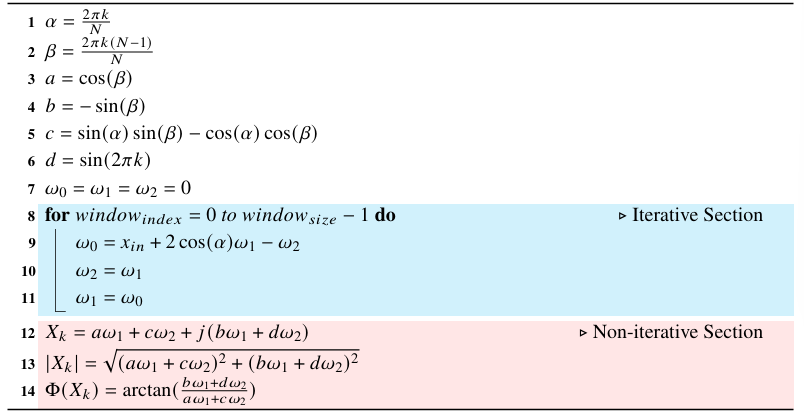 1 α = 2πk/N
2 β = 2πk(N−1)/N
3 a = cos(β)
4 b = − sin(β)
5 c = sin(α) sin(β) − cos(α) cos(β)
6 d = sin(2πk)
7 ω₀ = ω₁ = ω₂ = 0
8 for window_index = 0 to window_size − 1 do ▷ Iterative Section
9 ω₀ = x_in + 2 cos(α)ω₁ − ω₂
10 ω₂ = ω₁
11 ω₁ = ω₀
12 X_k = aω₁ + cω₂ + j(bω₁ + dω₂) ▷ Non-iterative Section
13 |X_k| = √((aω₁ + cω₂)² + (bω₁ + dω₂)²)
14 Φ(X_k) = arctan((bω₁+dω₂)/(aω₁+cω₂))